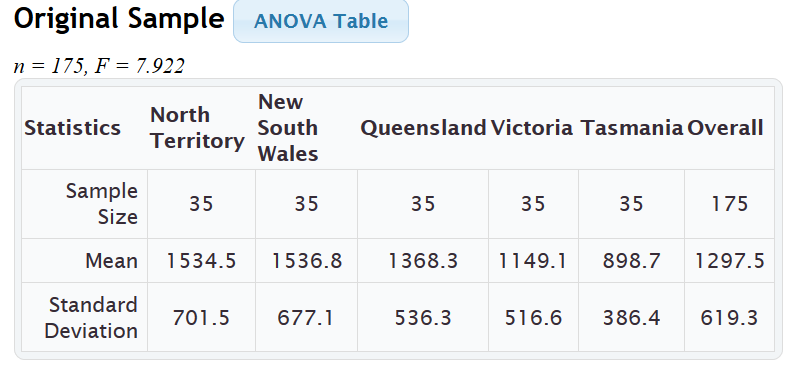 Original Sample ANOVA Table
n = 175, F = 7.922
Statistics North Territory New South Wales Queensland Victoria Tasmania Overall
Sample Size 35 35 35 35 35 175
Mean 1534.5 1536.8 1368.3 1149.1 898.7 1297.5
Standard Deviation 701.5 677.1 536.3 516.6 386.4 619.3